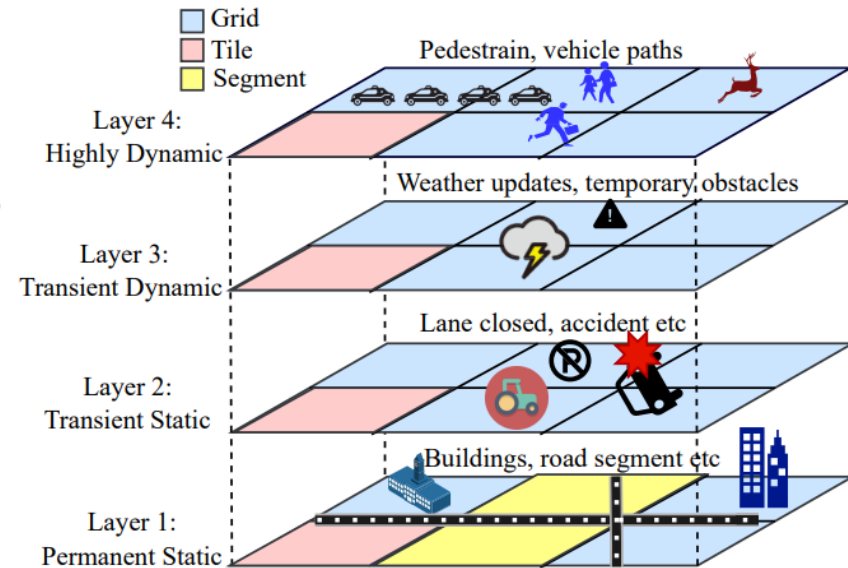 Grid
Tile
Segment
Pedestrain, vehicle paths
Layer 4:
Highly Dynamic
Weather updates, temporary obstacles
!
Layer 3:
Transient Dynamic
Lane closed, accident etc
P
Layer 2:
Transient Static
Buildings, road segment etc
Layer 1:
Permanent Static